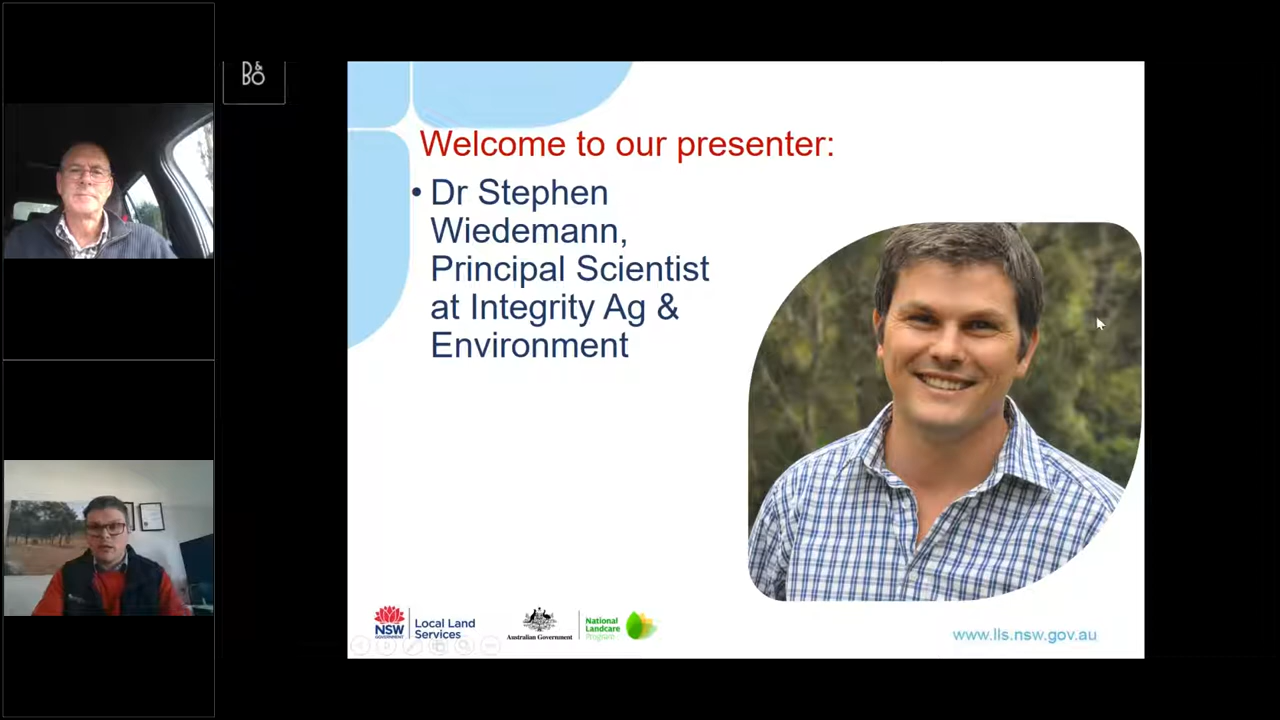 B&
BO
Welcome to our presenter:
• Dr Stephen
Wiedemann,
Principal Scientist
at Integrity Ag &
Environment
NSW
GOVERNMENT
Local Land
Services
Australian Government
National
Landcare
Program
www.lls.nsw.gov.au